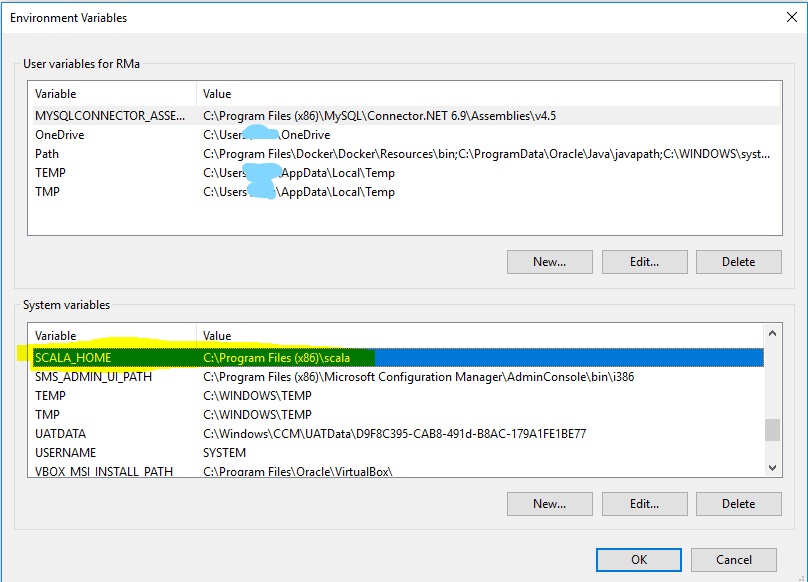 Environment Variables
User variables for RMa
Variable Value
MYSQLCONNECTOR_ASSE... C:\Program Files (x86)\MySQL\Connector.NET 6.9\Assemblies\v4.5
OneDrive C:\Users \OneDrive
Path C:\Program Files\Docker\Docker\Resources\bin;C:\ProgramData\Oracle\Java\javapath;C:\WINDOWS\syst...
TEMP C:\Users \AppData\Local\Temp
TMP C:\Users \AppData\Local\Temp
New... Edit... Delete
System variables
Variable Value
SCALA_HOME C:\Program Files (x86)\scala
SMS_ADMIN_UI_PATH C:\Program Files (x86)\Microsoft Configuration Manager\AdminConsole\bin\i386
TEMP C:\WINDOWS\TEMP
TMP C:\WINDOWS\TEMP
UATDATA C:\Windows\CCM\UATData\D9F8C395-CAB8-491d-B8AC-179A1FE1BE77
USERNAME SYSTEM
VBOX_MSI_INSTALL_PATH C:\Program Files\Oracle\VirtualBox\
New... Edit... Delete
OK Cancel